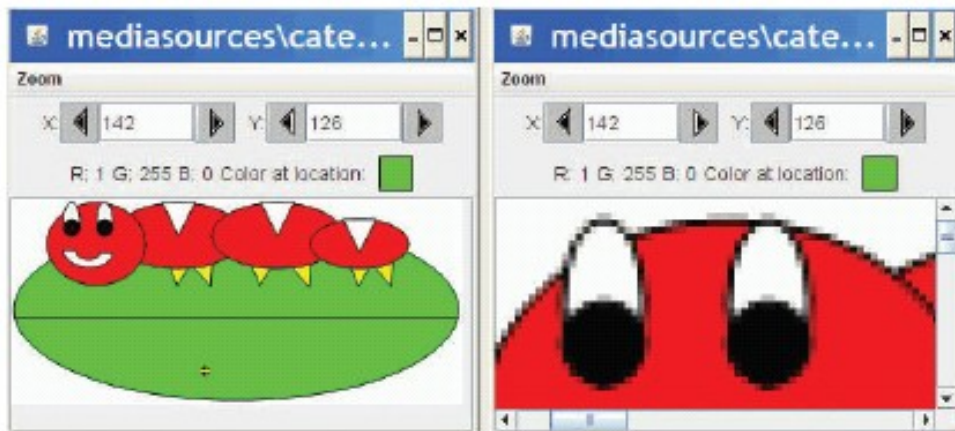 mediasources\cate...
Zoom
X: 142 Y: 126
R: 1 G: 255 B: 0 Color at location:
mediasources\cate...
Zoom
X: 142 Y: 126
R: 1 G: 255 B: 0 Color at location: